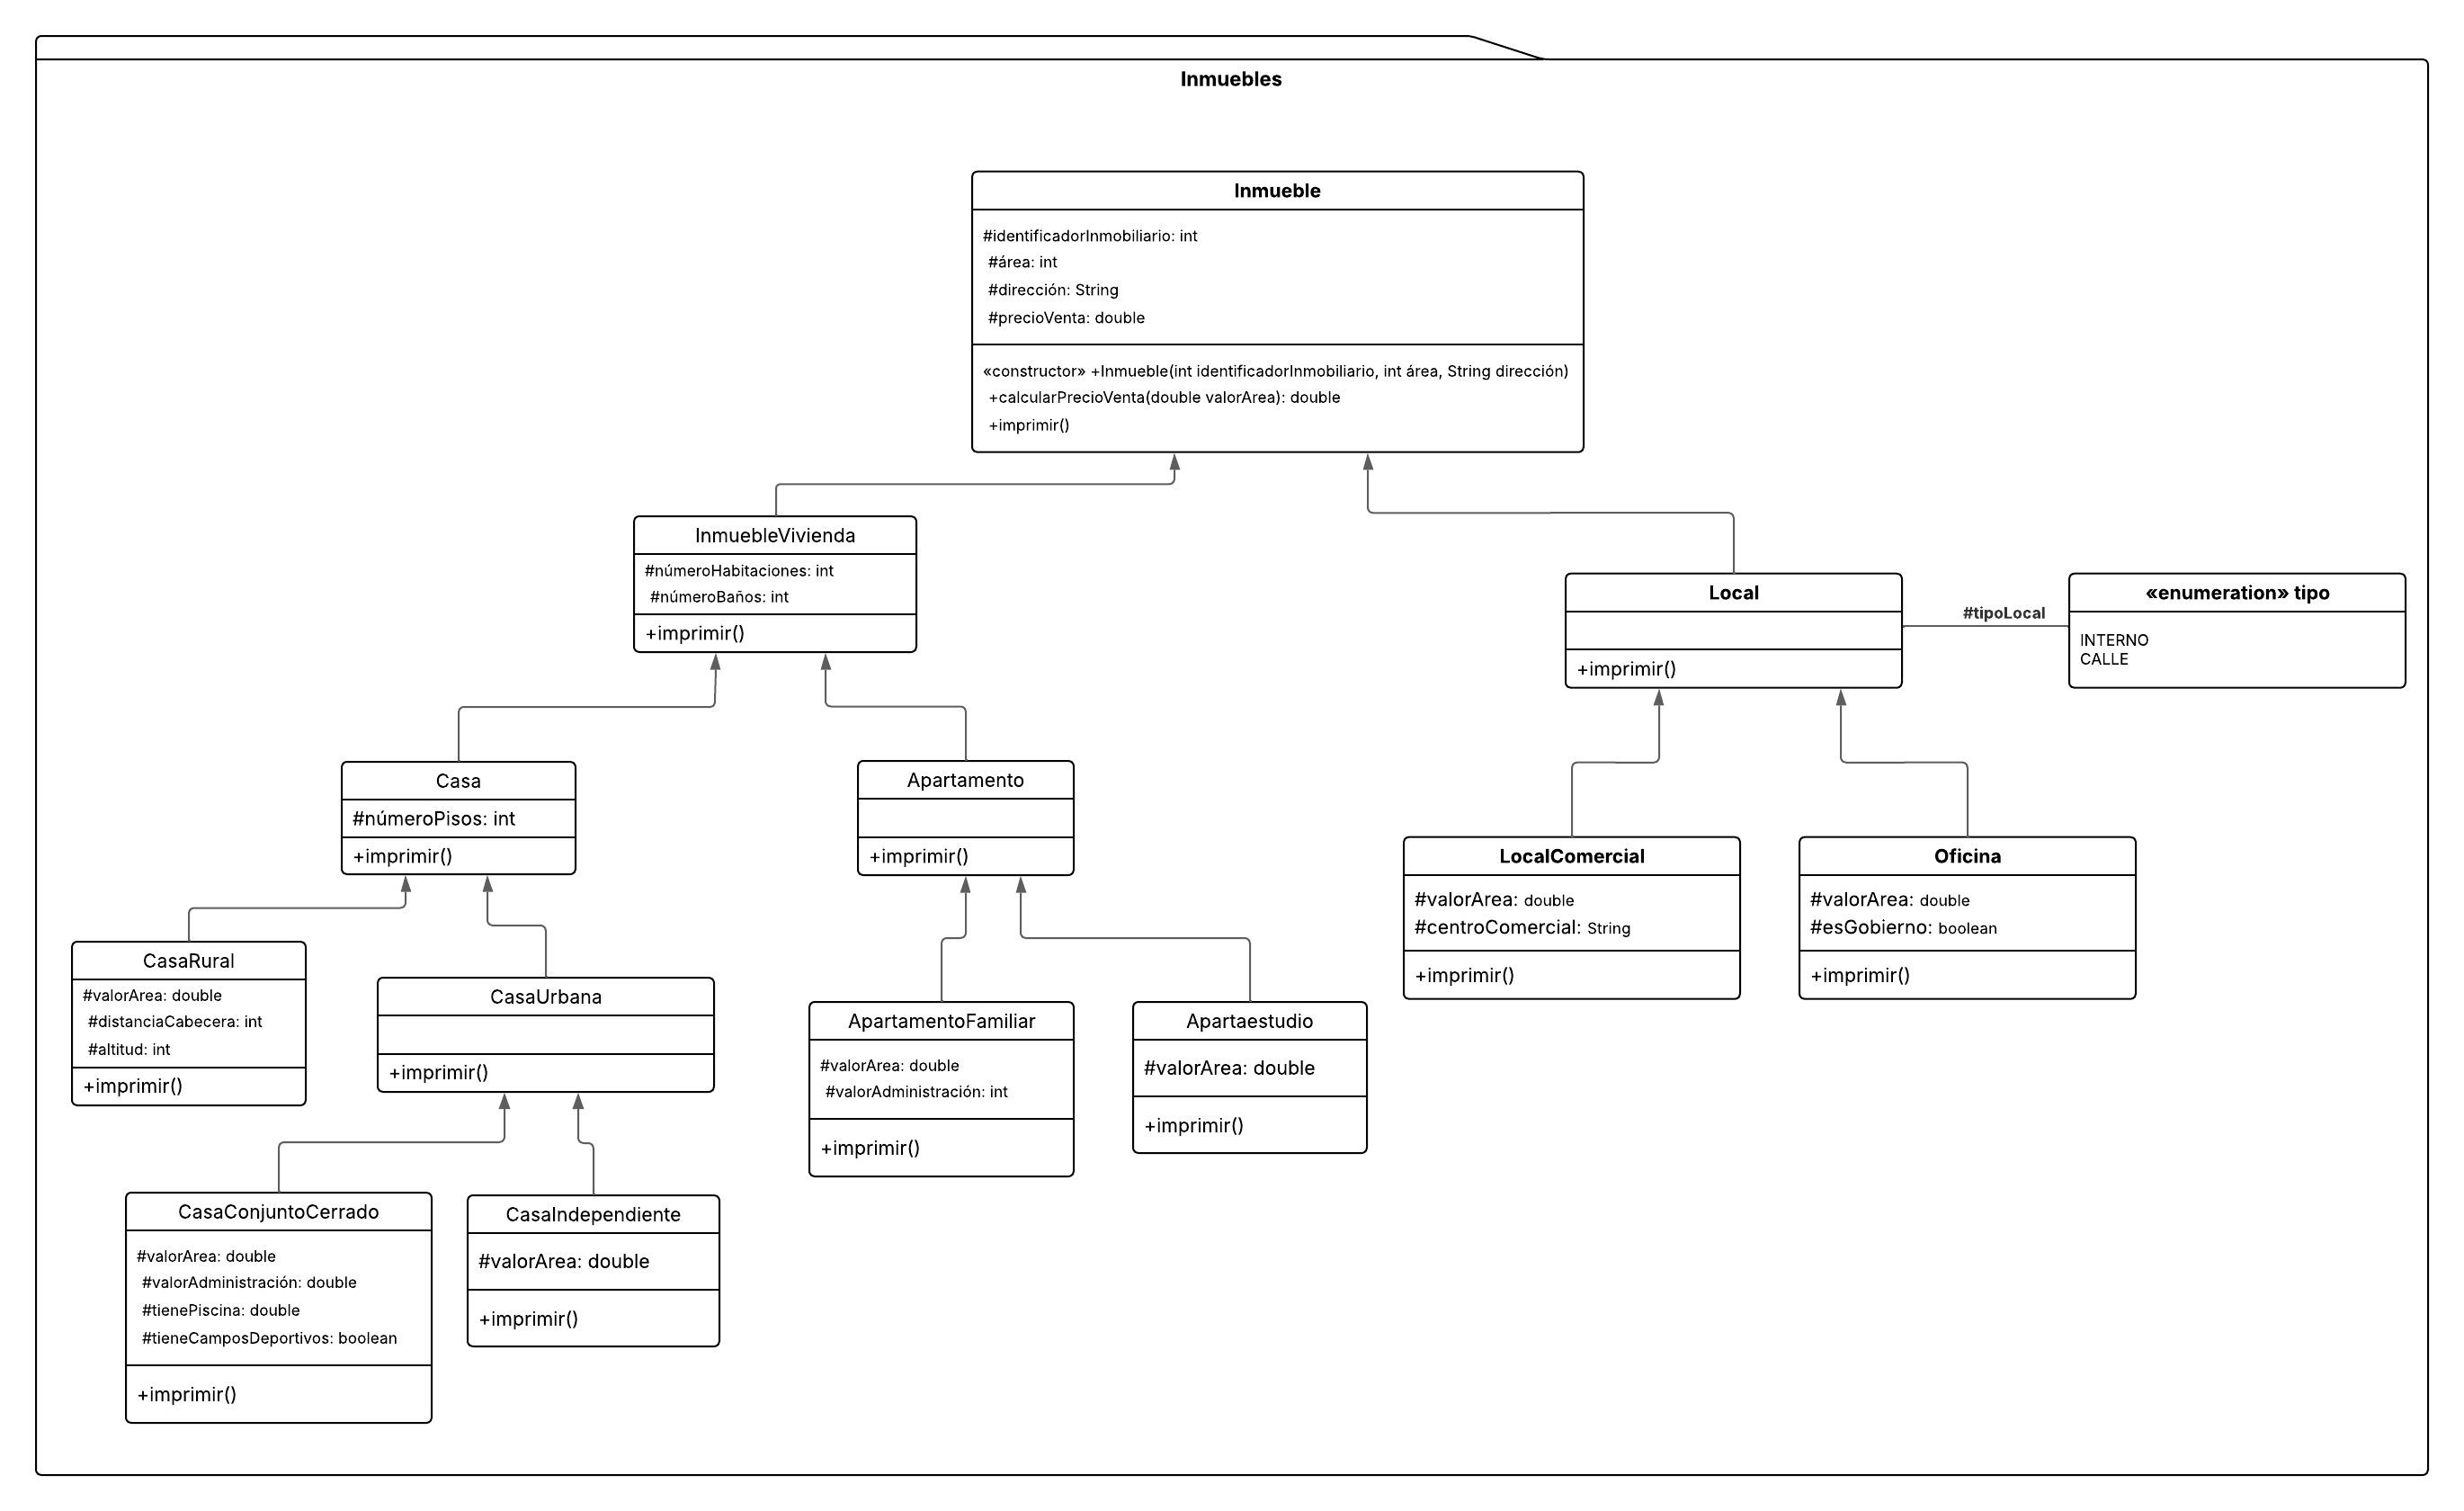 Inmuebles
Inmueble
#identificadorInmobiliario: int
#área: int
#dirección: String
#precioVenta: double
«constructor» +Inmueble(int identificadorInmobiliario, int área, String dirección)
+calcularPrecioVenta(double valorArea): double
+imprimir()
InmuebleVivienda
#númeroHabitaciones: int
#númeroBaños: int
+imprimir()
Local
+imprimir()
#tipoLocal
«enumeration» tipo
INTERNO
CALLE
Casa
#númeroPisos: int
+imprimir()
Apartamento
+imprimir()
LocalComercial
#valorArea: double
#centroComercial: String
+imprimir()
Oficina
#valorArea: double
#esGobierno: boolean
+imprimir()
CasaRural
#valorArea: double
#distanciaCabecera: int
#altitud: int
+imprimir()
CasaUrbana
+imprimir()
ApartamentoFamiliar
#valorArea: double
#valorAdministración: int
+imprimir()
Apartaestudio
#valorArea: double
+imprimir()
CasaConjuntoCerrado
#valorArea: double
#valorAdministración: double
#tienePiscina: double
#tieneCamposDeportivos: boolean
+imprimir()
CasaIndependiente
#valorArea: double
+imprimir()